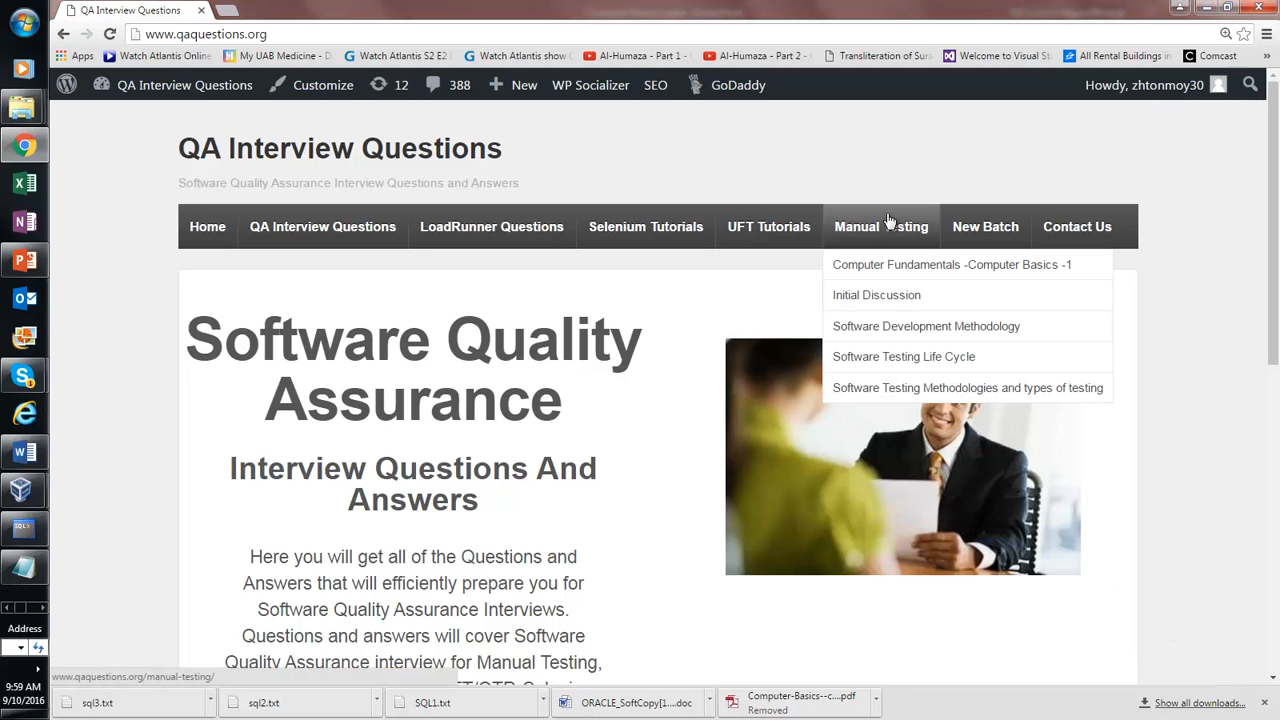 QA Interview Questions
www.qaquestions.org
Apps Watch Atlantis Online My UAB Medicine - Dr. Watch Atlantis S2 E2 Watch Atlantis show Al-Humaza - Part 1 - Al-Humaza - Part 2 - Transliteration of Sura Welcome to Visual St All Rental Buildings in Comcast »
QA Interview Questions Customize 12 388 New WP Socializer SEO GoDaddy Howdy, zhtonmoy30
QA Interview Questions
Software Quality Assurance Interview Questions and Answers
Home QA Interview Questions LoadRunner Questions Selenium Tutorials UFT Tutorials Manual Testing New Batch Contact Us
Computer Fundamentals -Computer Basics -1
Initial Discussion
Software Development Methodology
Software Testing Life Cycle
Software Testing Methodologies and types of testing
Software Quality
Assurance
Interview Questions And
Answers
Here you will get all of the Questions and
Answers that will efficiently prepare you for
Software Quality Assurance Interviews.
Questions and answers will cover Software
Quality Assurance interview for Manual Testing,
www.qaquestions.org/manual-testing/
Address
9:59 AM
9/10/2016
sql3.txt sql2.txt SQL1.txt ORACLE_SoftCopy[1....doc Computer-Basics--c....pdf
Removed
Show all downloads...